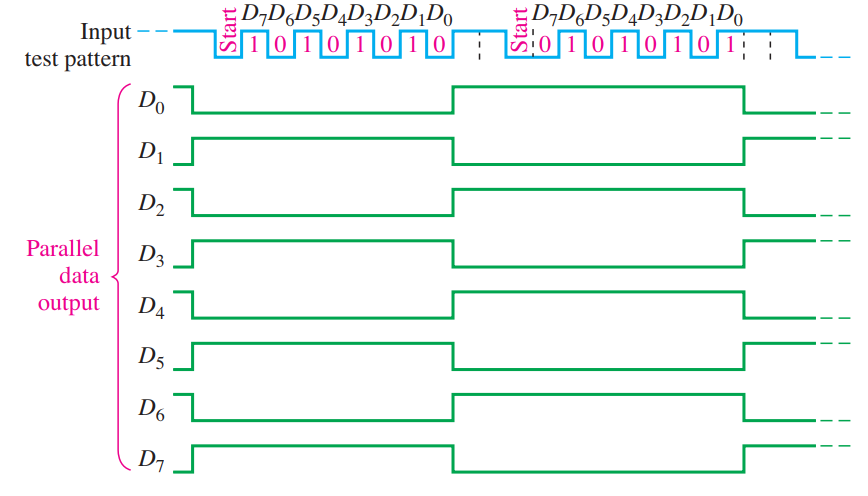 D7D6D5D4D3D2D1D0 D7D6D5D4D3D2D1D0
Input
test pattern
Start 1 0 1 0 1 0 1 0 Start 0 1 0 1 0 1 0 1
D0
D1
D2
D3
Parallel
data
output
D4
D5
D6
D7